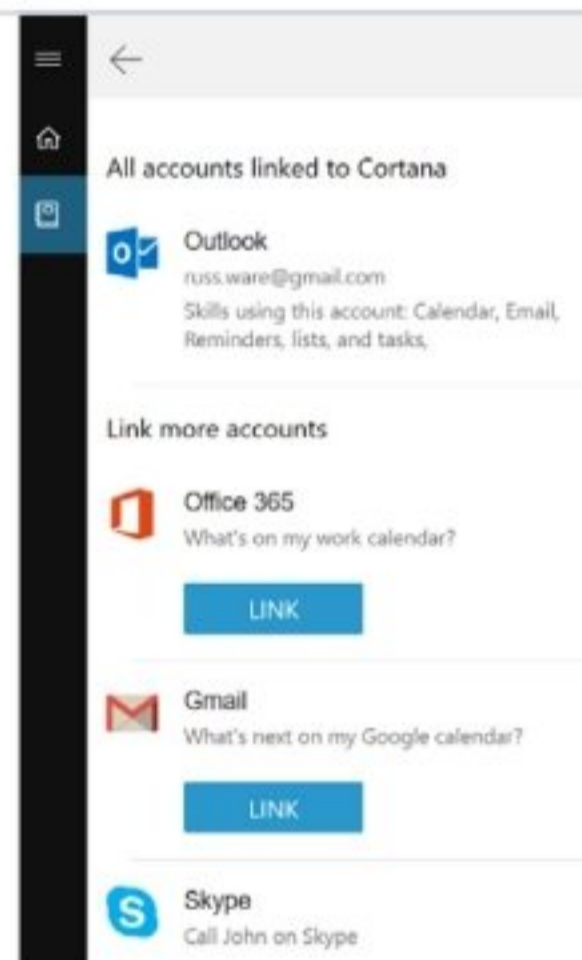 All accounts linked to Cortana
Outlook
russ.ware@gmail.com
Skills using this account: Calendar, Email,
Reminders, lists, and tasks,
Link more accounts
Office 365
What's on my work calendar?
LINK
Gmail
What's next on my Google calendar?
LINK
Skype
Call John on Skype